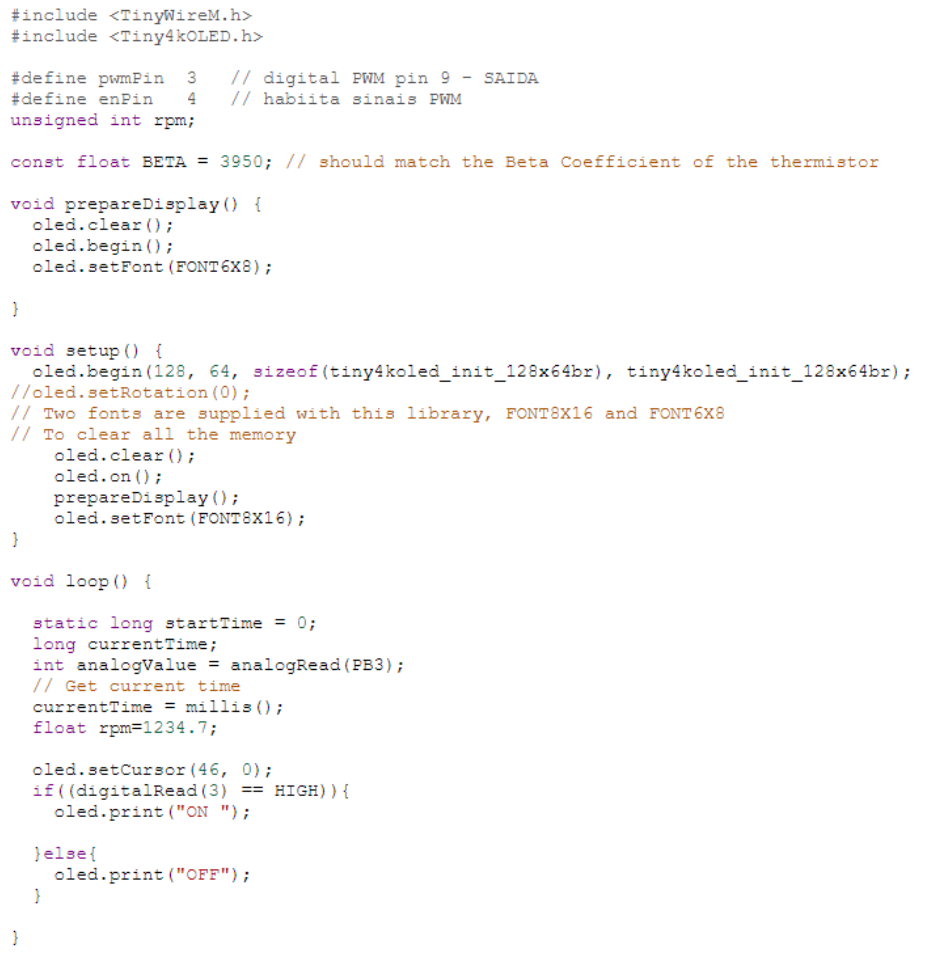 #include <TinyWireM.h>
#include <Tiny4kOLED.h>
#define pwmPin  3   // digital PWM pin 9 - SAIDA
#define enPin   4   // habiita sinais PWM
unsigned int rpm;
const float BETA = 3950; // should match the Beta Coefficient of the thermistor
void prepareDisplay() {
  oled.clear();
  oled.begin();
  oled.setFont(FONT6X8);
}
void setup() {
  oled.begin(128, 64, sizeof(tiny4koled_init_128x64br), tiny4koled_init_128x64br);
//oled.setRotation(0);
// Two fonts are supplied with this library, FONT8X16 and FONT6X8
// To clear all the memory
    oled.clear();
    oled.on();
    prepareDisplay();
    oled.setFont(FONT8X16);
}
void loop() {
  static long startTime = 0;
  long currentTime;
  int analogValue = analogRead(PB3);
  // Get current time
  currentTime = millis();
  float rpm=1234.7;
  oled.setCursor(46, 0);
  if((digitalRead(3) == HIGH)){
    oled.print("ON ");
  }else{
    oled.print("OFF");
  }
}